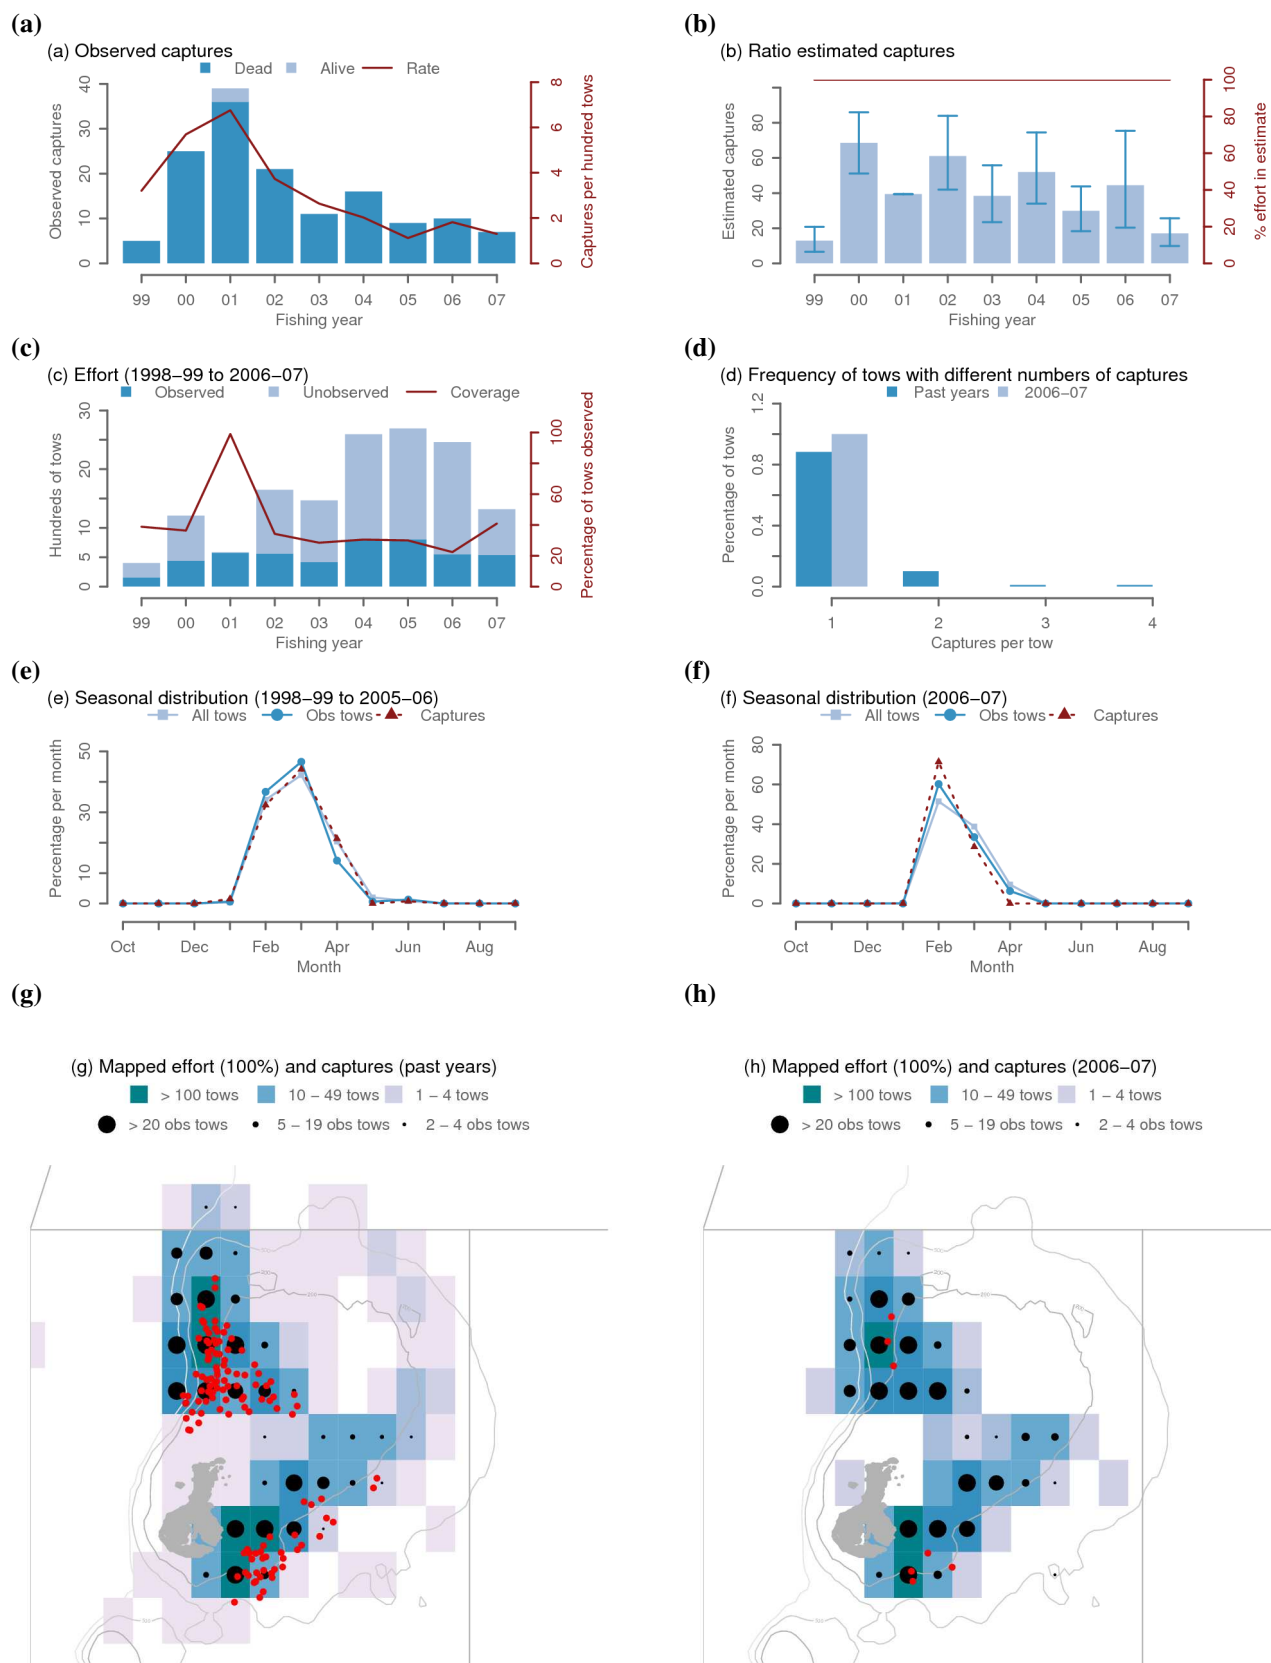 (a)
(a) Observed captures
Dead Alive Rate
Observed captures
0 10 20 30 40
Captures per hundred tows
0 2 4 6 8
99 00 01 02 03 04 05 06 07
Fishing year
(b)
(b) Ratio estimated captures
Estimated captures
0 20 40 60 80
% effort in estimate
0 20 40 60 80 100
99 00 01 02 03 04 05 06 07
Fishing year
(c)
(c) Effort (1998–99 to 2006–07)
Observed Unobserved Coverage
Hundreds of tows
0 5 10 20 30
Percentage of tows observed
0 20 60 100
99 00 01 02 03 04 05 06 07
Fishing year
(d)
(d) Frequency of tows with different numbers of captures
Past years 2006–07
Percentage of tows
0.0 0.4 0.8 1.2
1 2 3 4
Captures per tow
(e)
(e) Seasonal distribution (1998–99 to 2005–06)
All tows Obs tows Captures
Percentage per month
0 10 30 50
Oct Dec Feb Apr Jun Aug
Month
(f)
(f) Seasonal distribution (2006–07)
All tows Obs tows Captures
Percentage per month
0 20 40 60 80
Oct Dec Feb Apr Jun Aug
Month
(g)
(g) Mapped effort (100%) and captures (past years)
> 100 tows 10 – 49 tows 1 – 4 tows
> 20 obs tows 5 – 19 obs tows 2 – 4 obs tows
(h)
(h) Mapped effort (100%) and captures (2006–07)
> 100 tows 10 – 49 tows 1 – 4 tows
> 20 obs tows 5 – 19 obs tows 2 – 4 obs tows